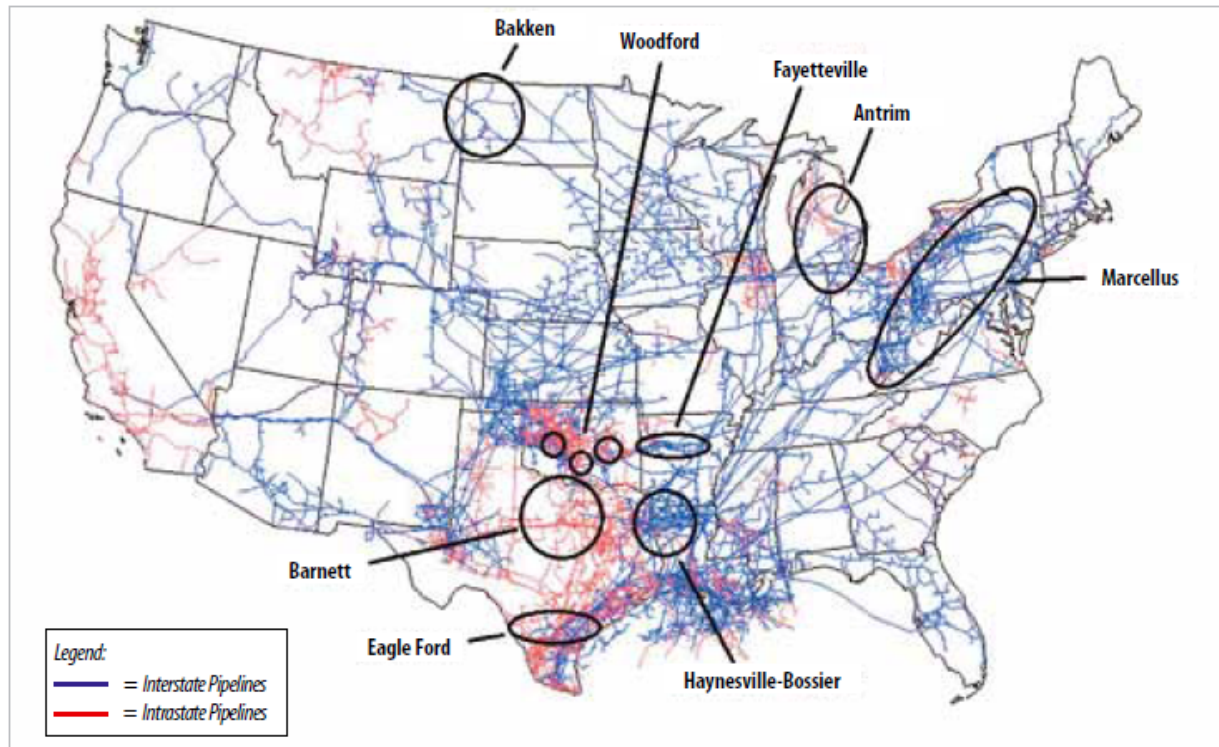 Bakken
Woodford
Fayetteville
Antrim
Marcellus
Barnett
Eagle Ford
Haynesville-Bossier
Legend:
= Interstate Pipelines
= Intrastate Pipelines